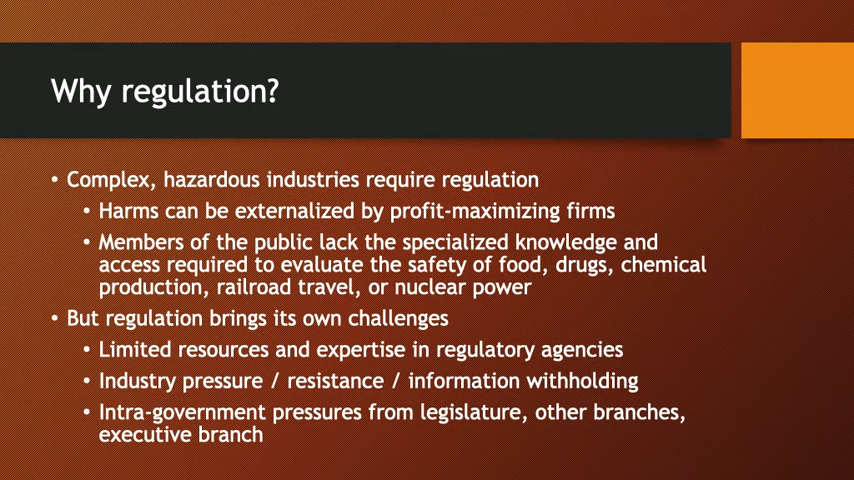 Why regulation?
• Complex, hazardous industries require regulation
• Harms can be externalized by profit-maximizing firms
• Members of the public lack the specialized knowledge and
access required to evaluate the safety of food, drugs, chemical
production, railroad travel, or nuclear power
• But regulation brings its own challenges
• Limited resources and expertise in regulatory agencies
• Industry pressure / resistance / information withholding
• Intra-government pressures from legislature, other branches,
executive branch